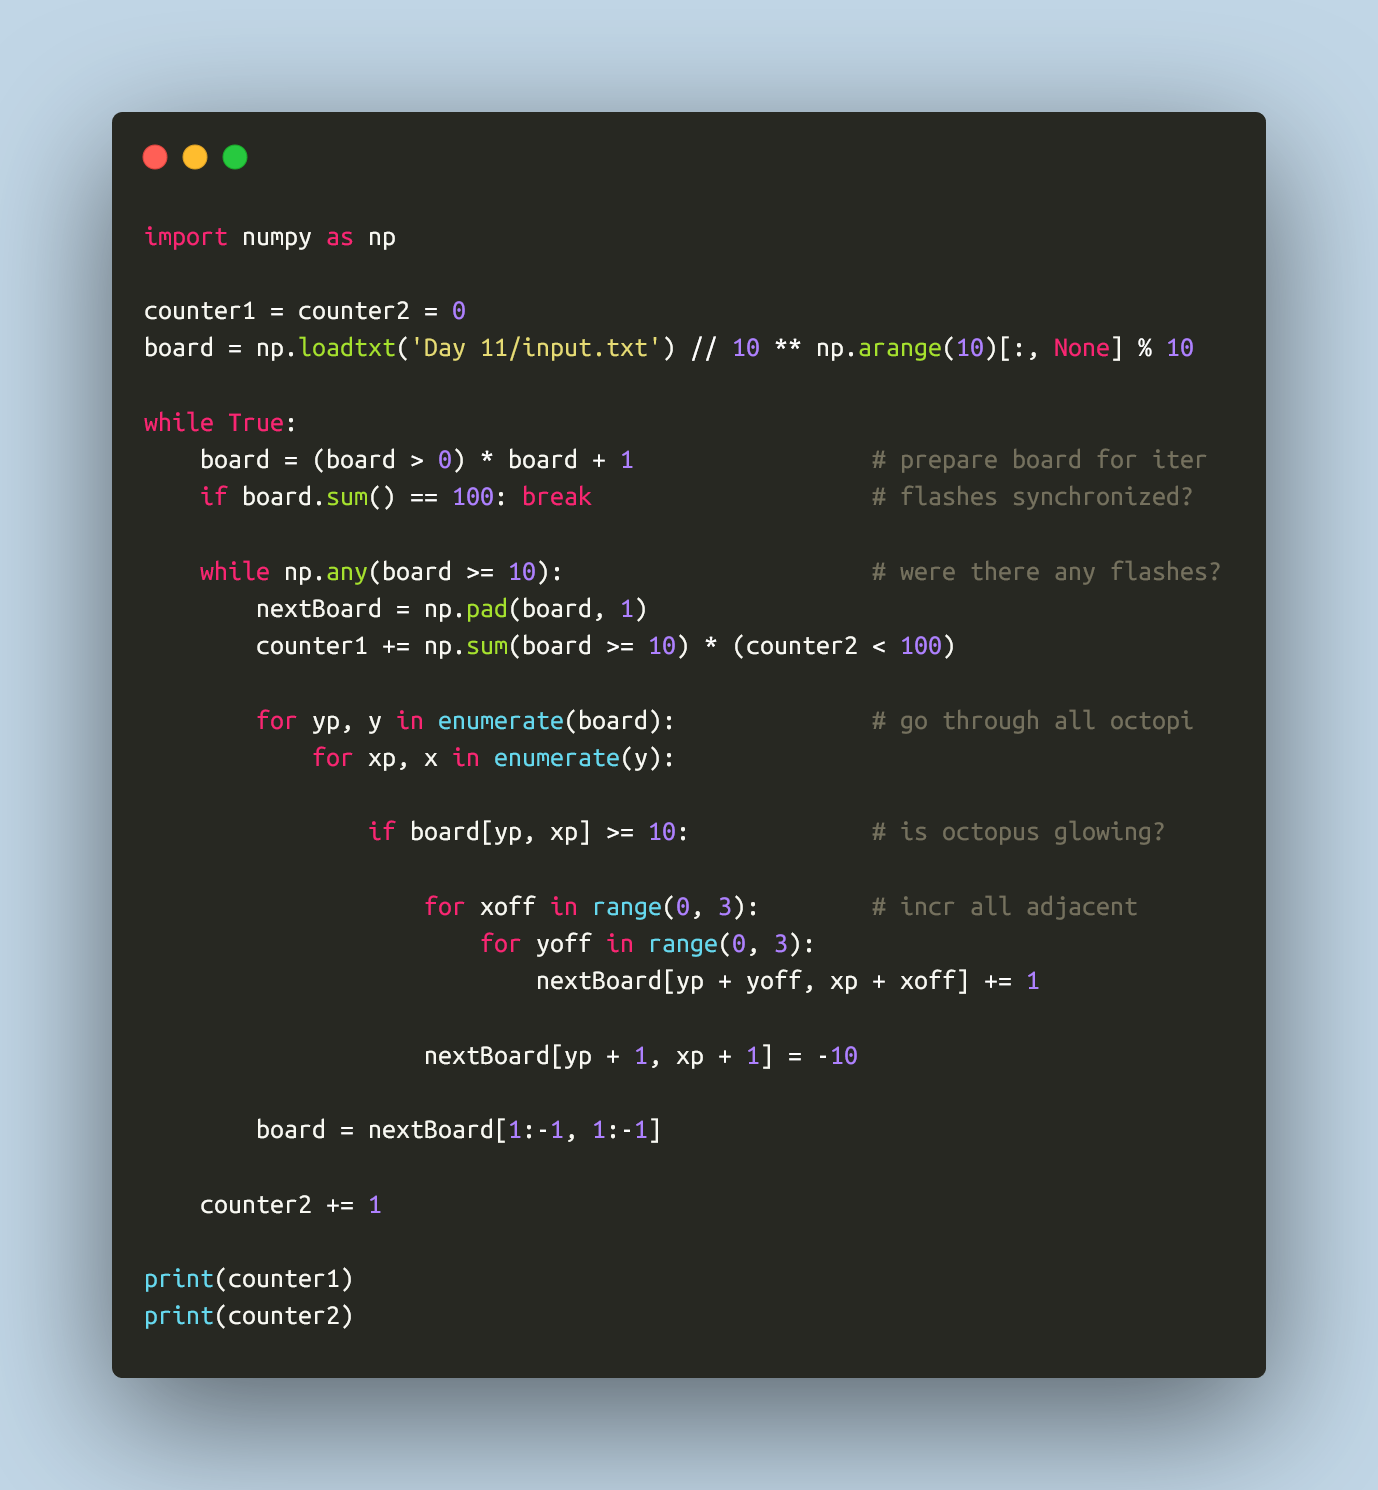 import numpy as np
counter1 = counter2 = 0
board = np.loadtxt('Day 11/input.txt') // 10 ** np.arange(10)[:, None] % 10
while True:
    board = (board > 0) * board + 1                 # prepare board for iter
    if board.sum() == 100: break                    # flashes synchronized?
    while np.any(board >= 10):                      # were there any flashes?
        nextBoard = np.pad(board, 1)
        counter1 += np.sum(board >= 10) * (counter2 < 100)
        for yp, y in enumerate(board):              # go through all octopi
            for xp, x in enumerate(y):
                if board[yp, xp] >= 10:             # is octopus glowing?
                    for xoff in range(0, 3):        # incr all adjacent
                        for yoff in range(0, 3):
                            nextBoard[yp + yoff, xp + xoff] += 1
                    nextBoard[yp + 1, xp + 1] = -10
        board = nextBoard[1:-1, 1:-1]
    counter2 += 1
print(counter1)
print(counter2)